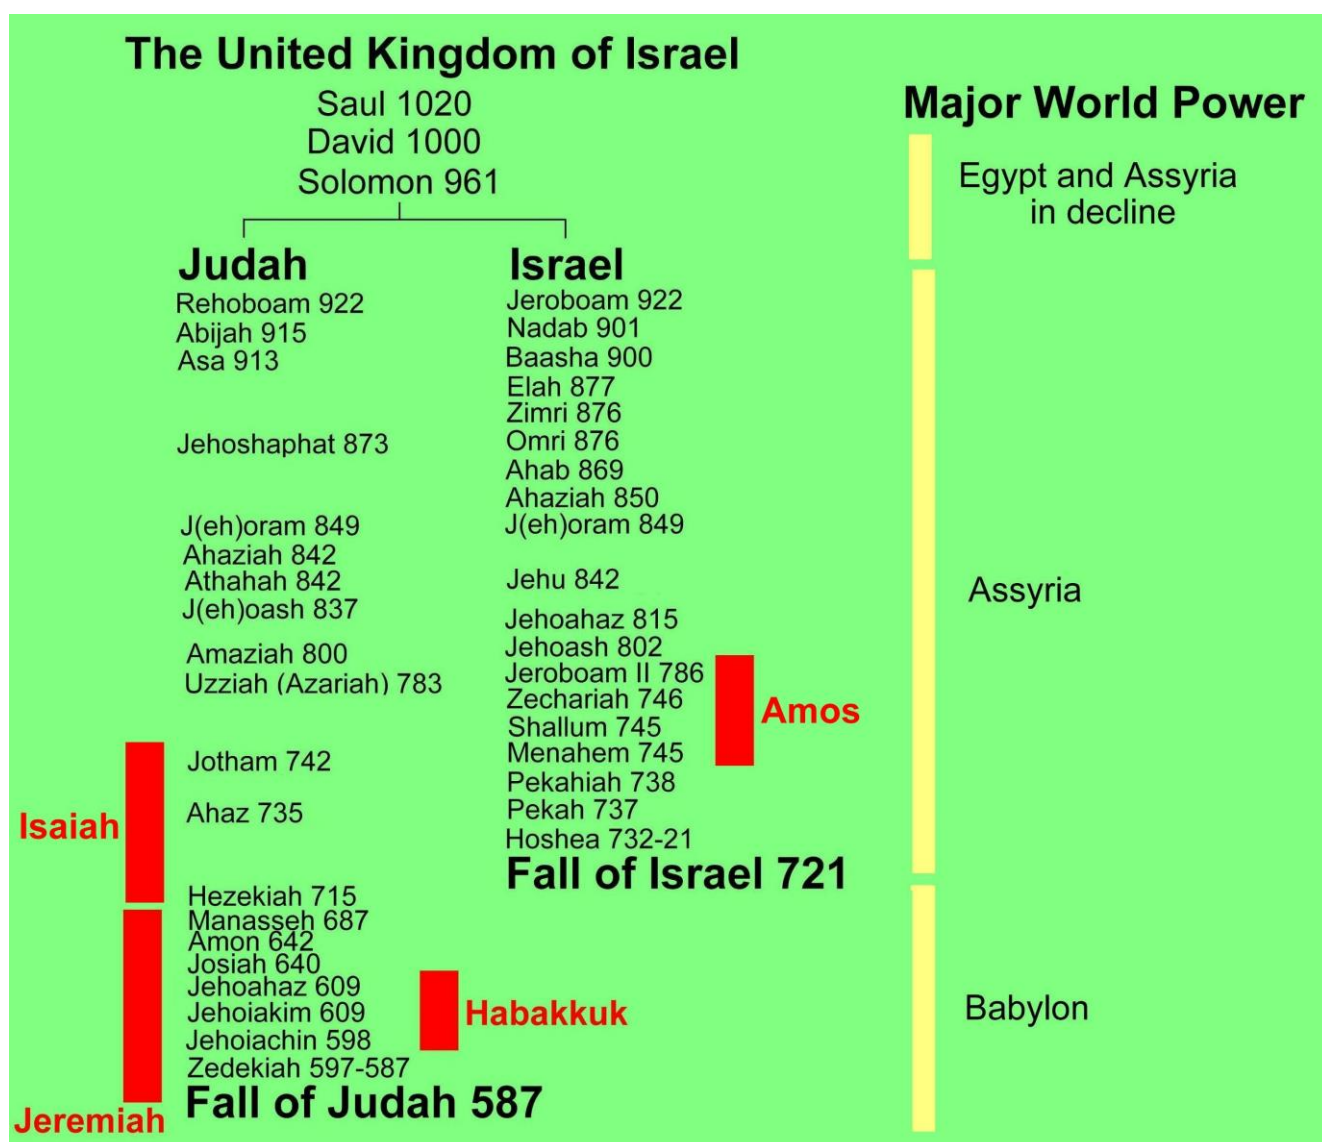 The United Kingdom of Israel
Saul 1020
David 1000
Solomon 961
Judah
Rehoboam 922
Abijah 915
Asa 913
Jehoshaphat 873
J(eh)oram 849
Ahaziah 842
Athahah 842
J(eh)oash 837
Amaziah 800
Uzziah (Azariah) 783
Jotham 742
Ahaz 735
Hezekiah 715
Manasseh 687
Amon 642
Josiah 640
Jehoahaz 609
Jehoiakim 609
Jehoiachin 598
Zedekiah 597-587
Fall of Judah 587
Isaiah
Jeremiah
Habakkuk
Israel
Jeroboam 922
Nadab 901
Baasha 900
Elah 877
Zimri 876
Omri 876
Ahab 869
Ahaziah 850
J(eh)oram 849
Jehu 842
Jehoahaz 815
Jehoash 802
Jeroboam II 786
Zechariah 746
Shallum 745
Menahem 745
Pekahiah 738
Pekah 737
Hoshea 732-21
Fall of Israel 721
Amos
Major World Power
Egypt and Assyria
in decline
Assyria
Babylon